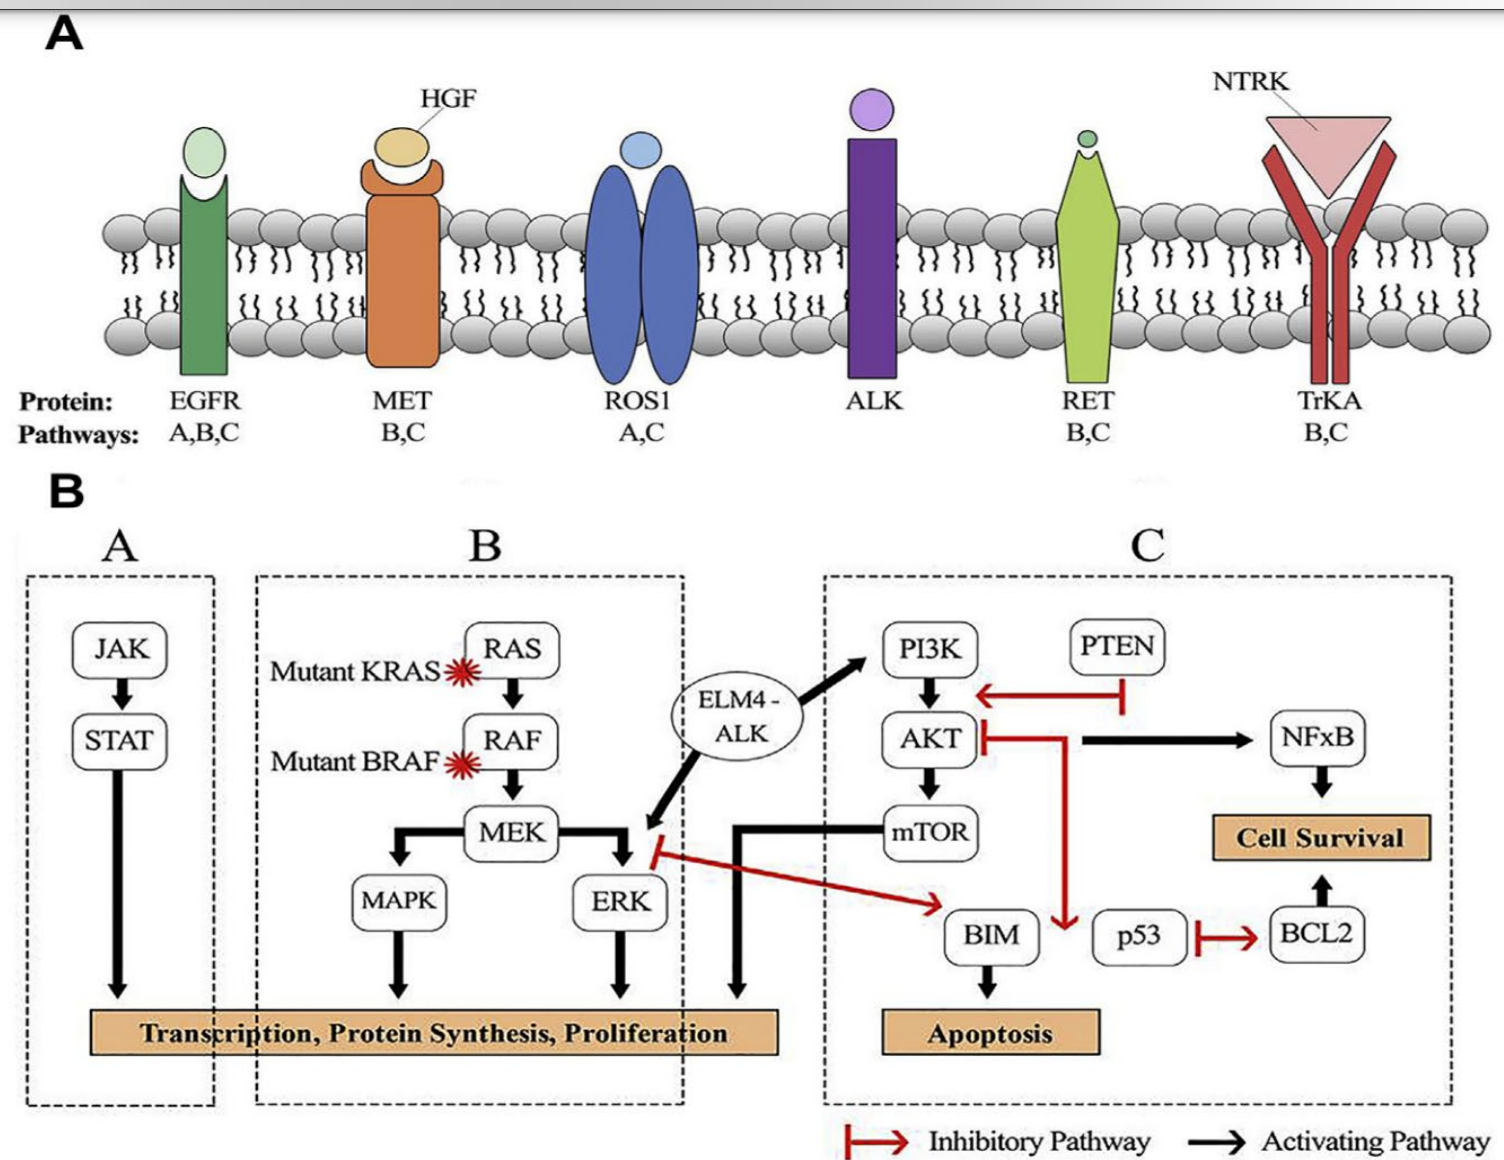 A
HGF
NTRK
Protein: EGFR MET ROS1 ALK RET TrKA
Pathways: A,B,C B,C A,C B,C B,C
B
A B C
JAK RAS PI3K PTEN
Mutant KRAS
ELM4 -
ALK
STAT RAF AKT NFxB
Mutant BRAF
MEK mTOR Cell Survival
MAPK ERK BIM p53 BCL2
Transcription, Protein Synthesis, Proliferation Apoptosis
Inhibitory Pathway Activating Pathway